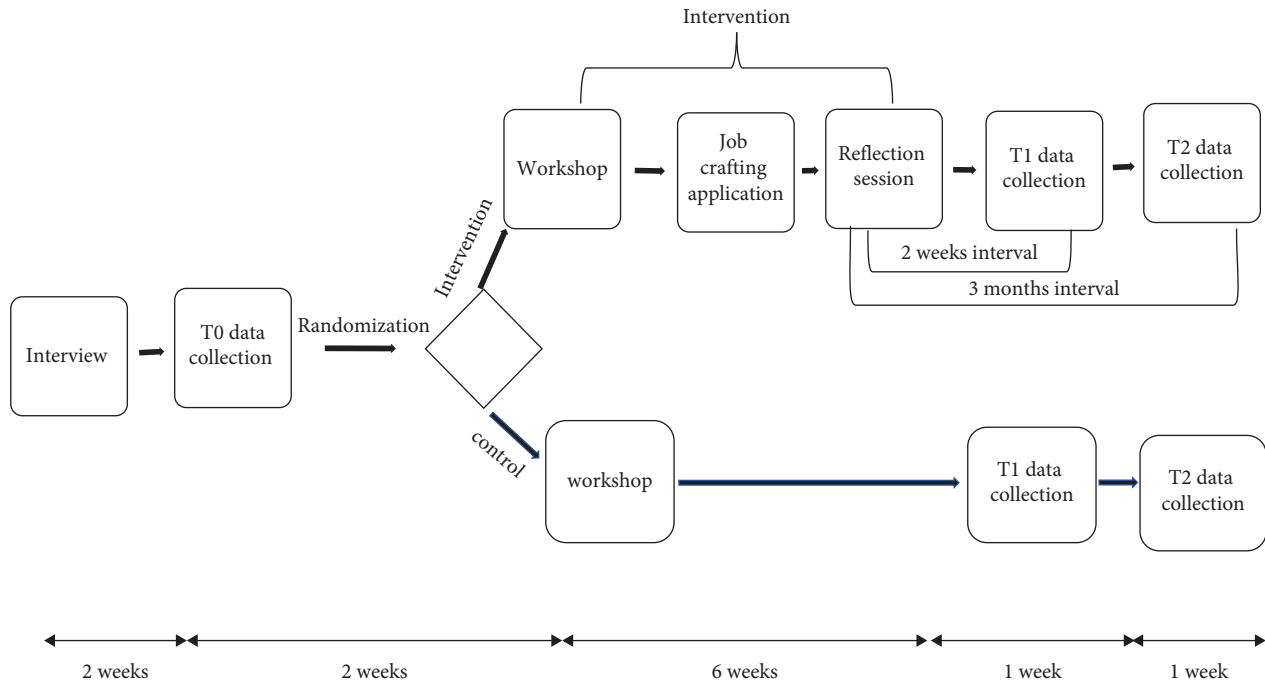 Intervention
Workshop
Job
crafting
application
Reflection
session
T1 data
collection
T2 data
collection
2 weeks interval
3 months interval
Intervention
Interview
T0 data
collection
Randomization
control
workshop
T1 data
collection
T2 data
collection
2 weeks
2 weeks
6 weeks
1 week
1 week